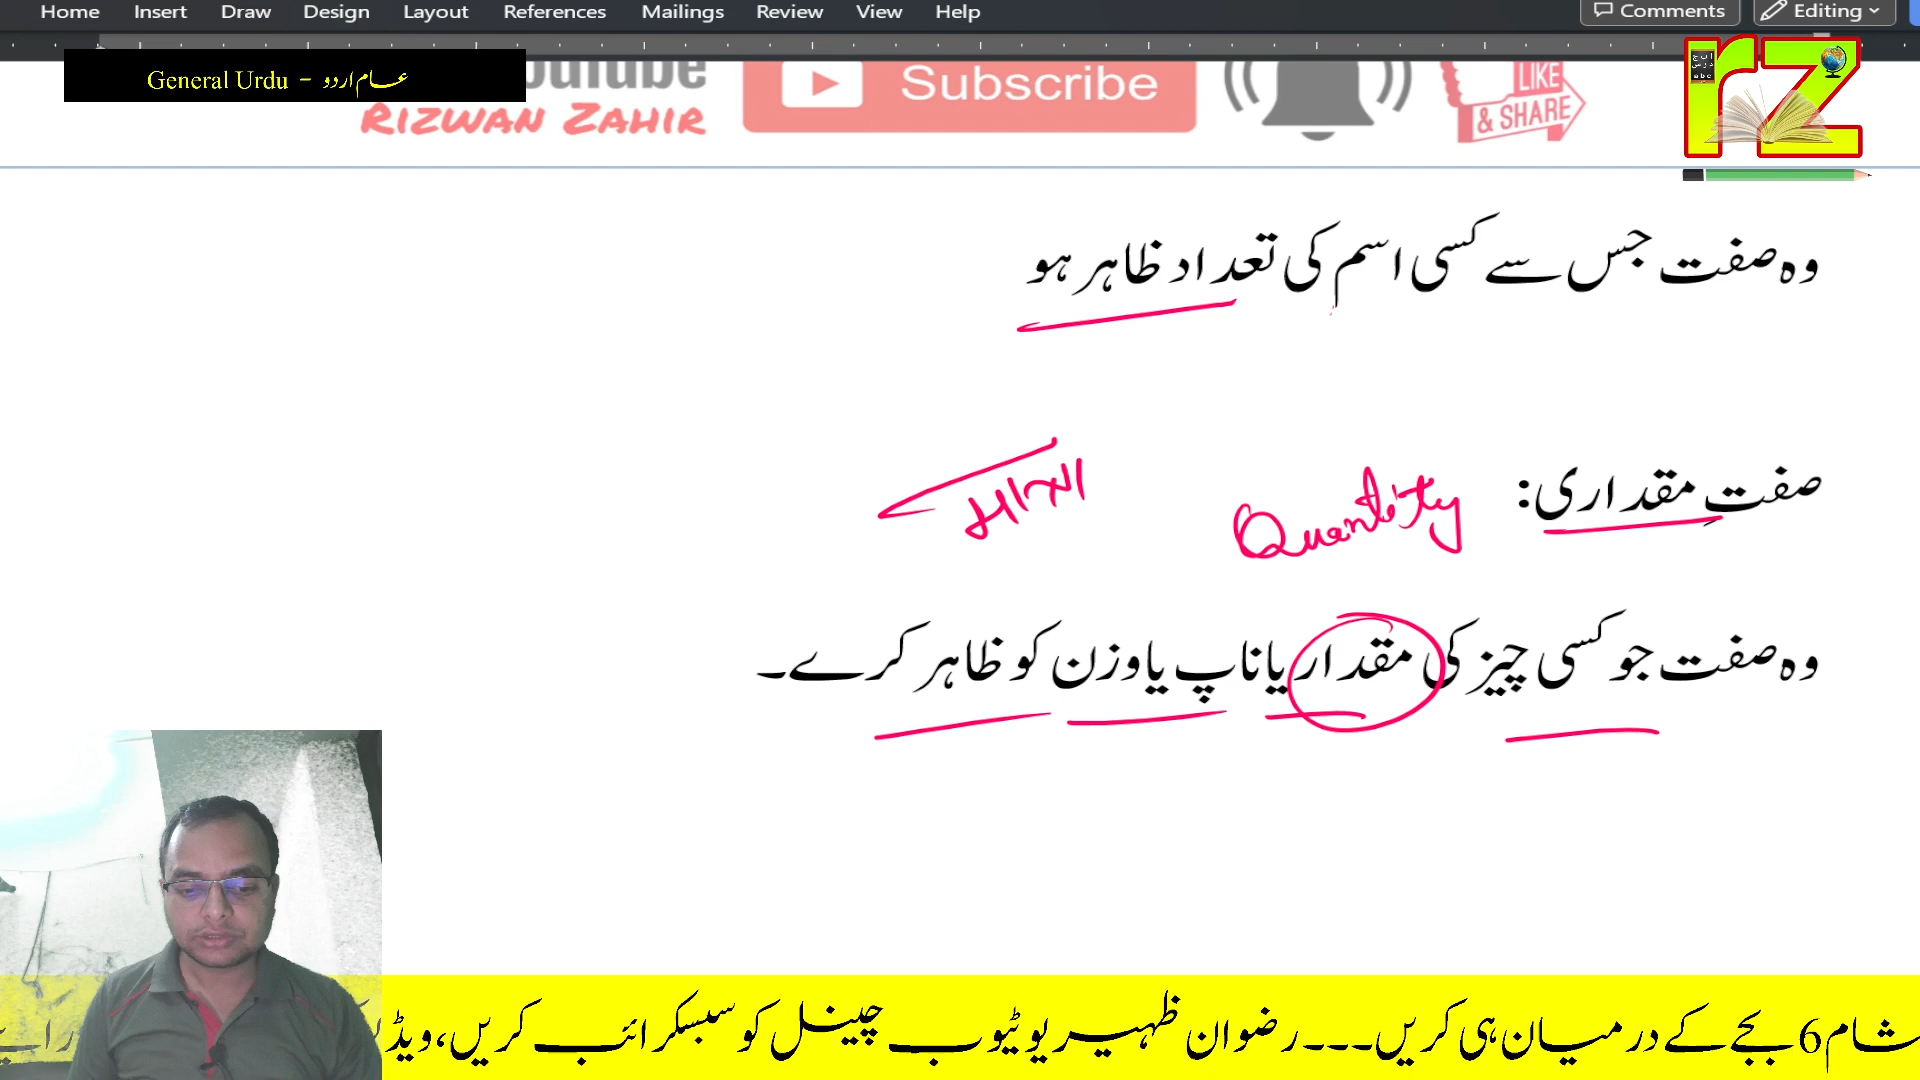 Home Insert Draw Design Layout References Mailings Review View Help Comments Editing
General Urdu - عام اردو
Subscribe
LIKE
& SHARE
RIZWAN ZAHIR
rz
وہ صفت جس سے کسی اسم کی تعداد ظاہر ہو
صفتِ مقداری:
Quantity
मात्रा
وہ صفت جو کسی چیز کی مقدار یا ناپ یا وزن کو ظاہر کرے۔
شام 6 بجے کے درمیان ہی کریں۔۔۔رضوان ظہیر یوٹیوب چینل کو سبسکرائب کریں،